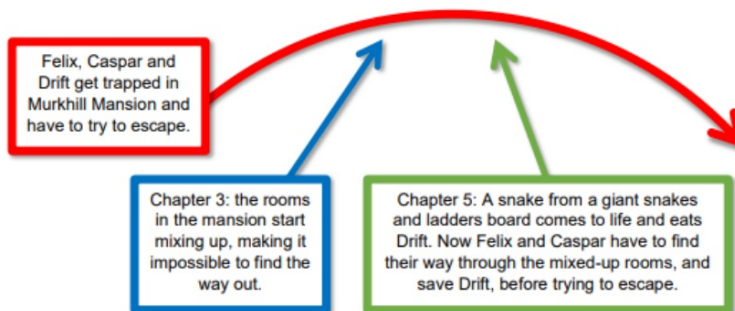 Felix, Caspar and
Drift get trapped in
Murkhill Mansion and
have to try to escape.
Chapter 3: the rooms
in the mansion start
mixing up, making it
impossible to find the
way out.
Chapter 5: A snake from a giant snakes
and ladders board comes to life and eats
Drift. Now Felix and Caspar have to find
their way through the mixed-up rooms, and
save Drift, before trying to escape.